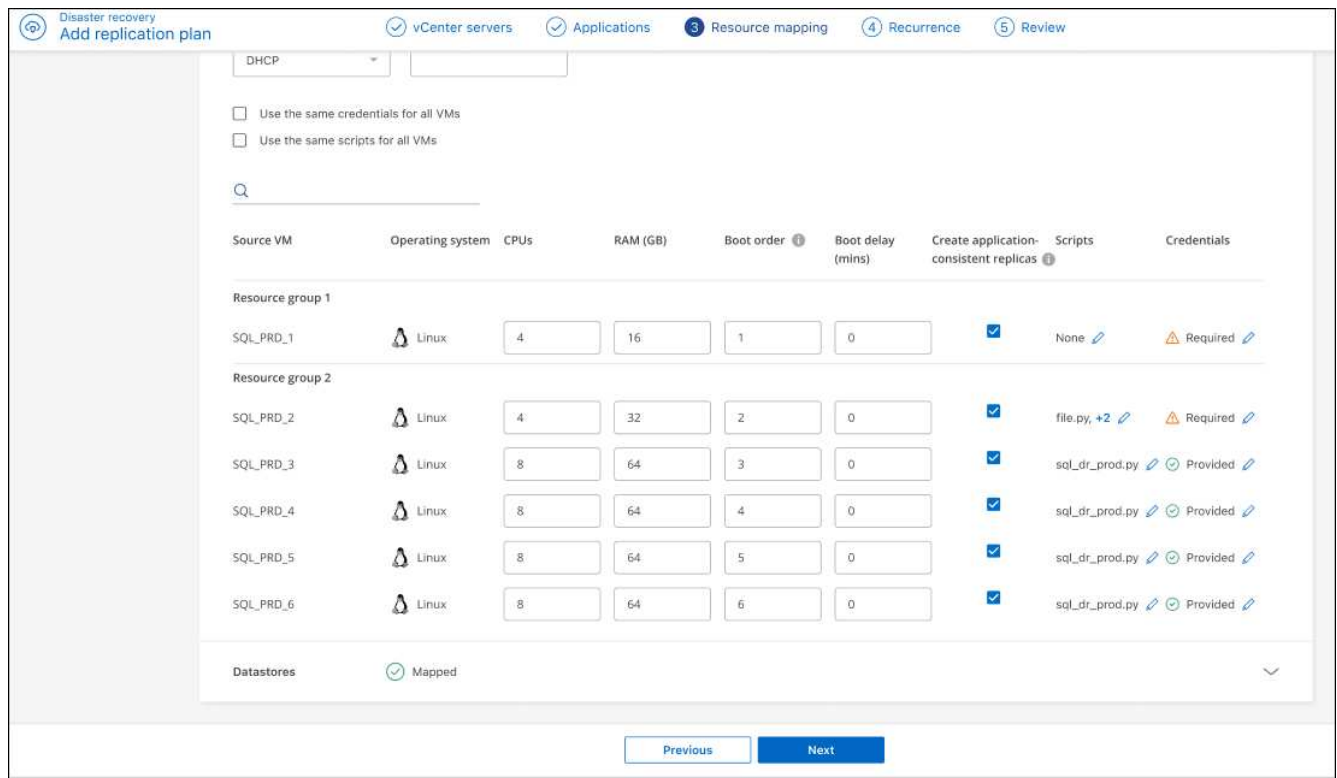 Disaster recovery
Add replication plan
vCenter servers
Applications
3 Resource mapping
4 Recurrence
5 Review
DHCP
Use the same credentials for all VMs
Use the same scripts for all VMs
Source VM Operating system CPUs RAM (GB) Boot order i Boot delay (mins) Create application-consistent replicas i Scripts Credentials
Resource group 1
SQL_PRD_1 Linux 4 16 1 0 None Required
Resource group 2
SQL_PRD_2 Linux 4 32 2 0 file.py, +2 Required
SQL_PRD_3 Linux 8 64 3 0 sql_dr_prod.py Provided
SQL_PRD_4 Linux 8 64 4 0 sql_dr_prod.py Provided
SQL_PRD_5 Linux 8 64 5 0 sql_dr_prod.py Provided
SQL_PRD_6 Linux 8 64 6 0 sql_dr_prod.py Provided
Datastores Mapped
Previous Next